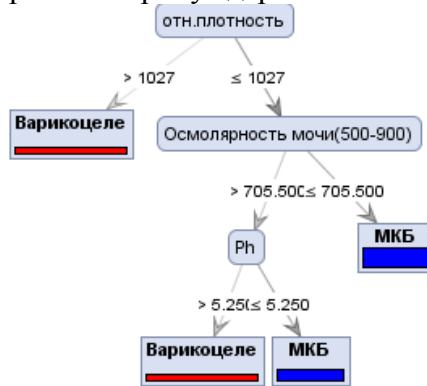 отн.плотность
> 1027
≤ 1027
Варикоцеле
Осмолярность мочи(500-900)
> 705.500
≤ 705.500
Ph
МКБ
> 5.250
≤ 5.250
Варикоцеле
МКБ